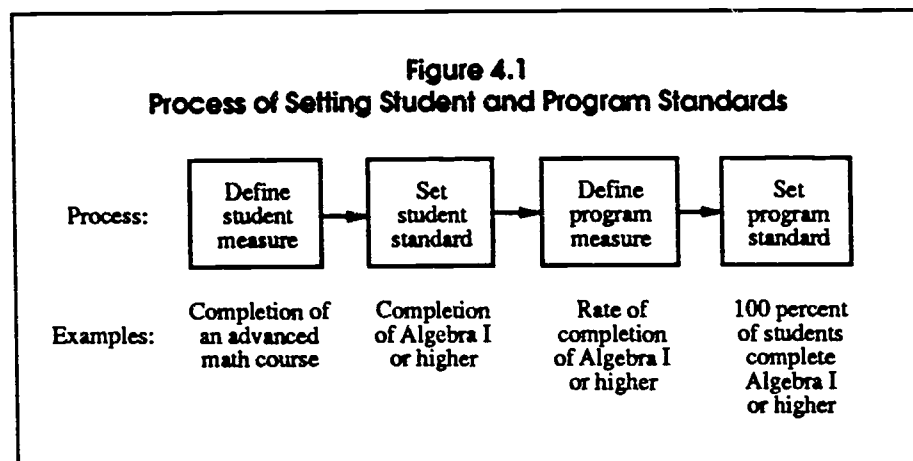 Figure 4.1
Process of Setting Student and Program Standards
Process:
Define
student
measure
Set
student
standard
Define
program
measure
Set
program
standard
Examples:
Completion of
an advanced
math course
Completion
of Algebra I
or higher
Rate of
completion
of Algebra I
or higher
100 percent
of students
complete
Algebra I
or higher